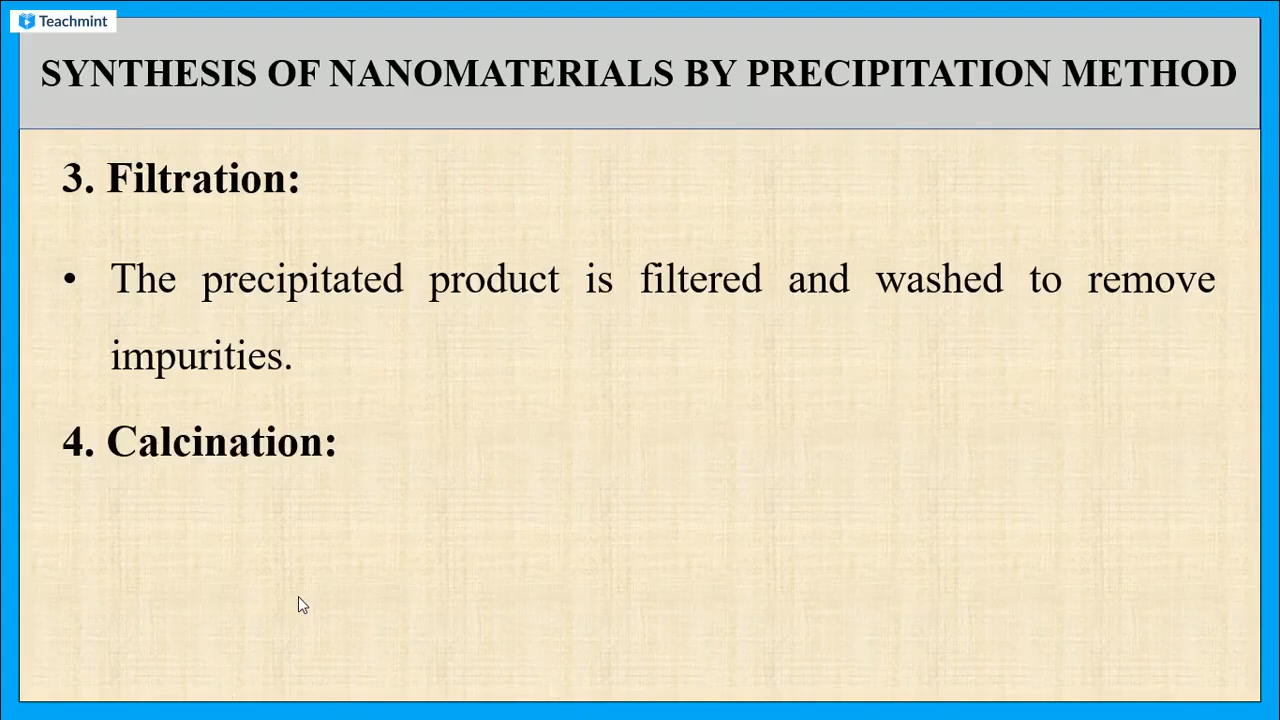 Teachmint
SYNTHESIS OF NANOMATERIALS BY PRECIPITATION METHOD
3. Filtration:
• The precipitated product is filtered and washed to remove
impurities.
4. Calcination: